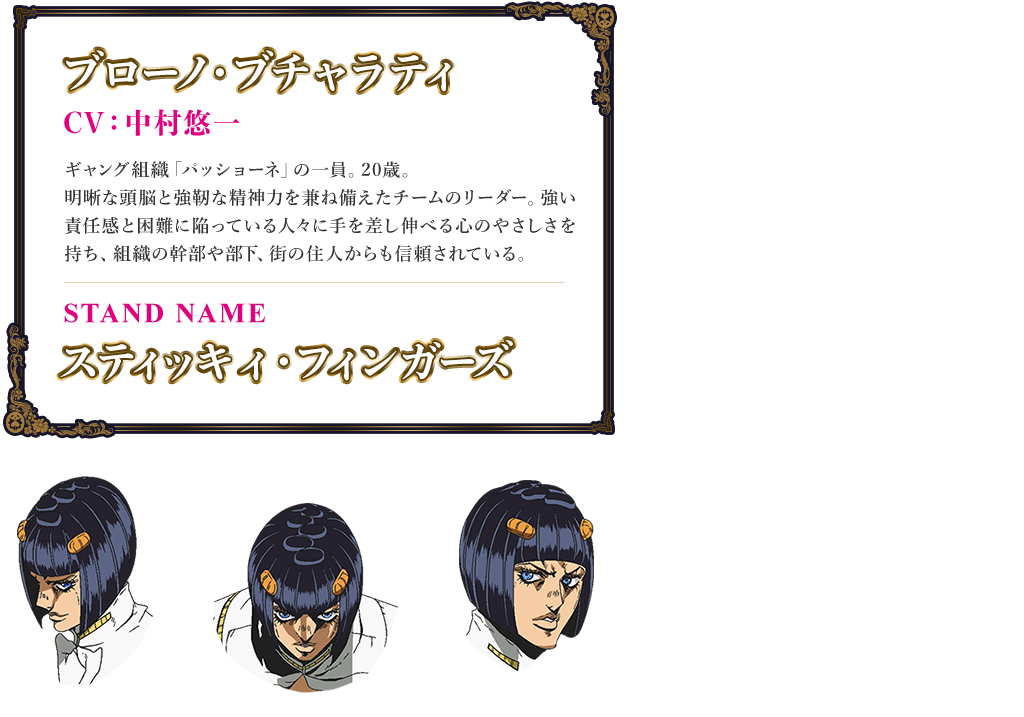 ブローノ・ブチャラティ
CV：中村悠一
ギャング組織「パッショーネ」の一員。20歳。
明晰な頭脳と強靭な精神力を兼ね備えたチームのリーダー。強い
責任感と困難に陥っている人々に手を差し伸べる心のやさしさを
持ち、組織の幹部や部下、街の住人からも信頼されている。
STAND NAME
スティッキィ・フィンガーズ